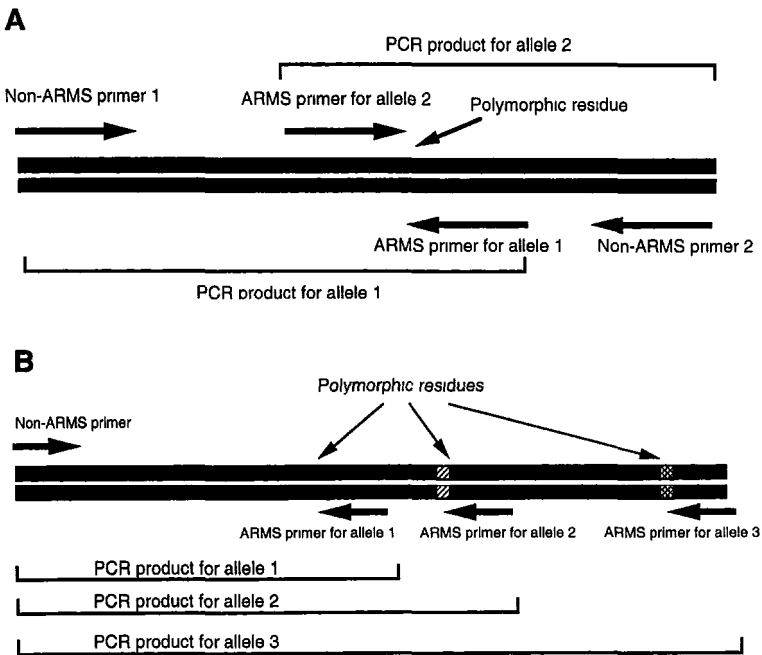 A
PCR product for allele 2
Non-ARMS primer 1
ARMS primer for allele 2
Polymorphic residue
ARMS primer for allele 1
Non-ARMS primer 2
PCR product for allele 1
B
Polymorphic residues
Non-ARMS primer
ARMS primer for allele 1
ARMS primer for allele 2
ARMS primer for allele 3
PCR product for allele 1
PCR product for allele 2
PCR product for allele 3